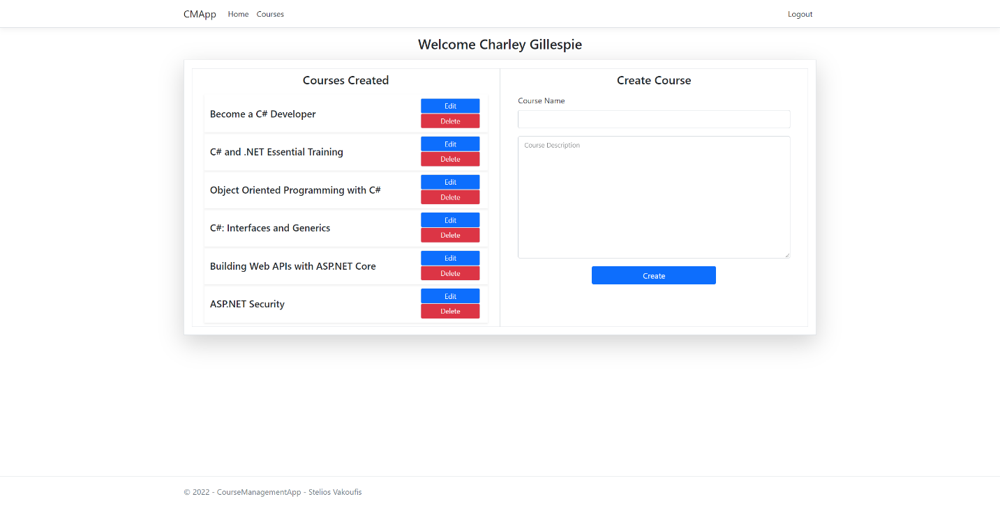 CMApp Home Courses Logout
Welcome Charley Gillespie
Courses Created
Become a C# Developer
Edit
Delete
C# and .NET Essential Training
Edit
Delete
Object Oriented Programming with C#
Edit
Delete
C#: Interfaces and Generics
Edit
Delete
Building Web APIs with ASP.NET Core
Edit
Delete
ASP.NET Security
Edit
Delete
Create Course
Course Name
Course Description
Create
© 2022 - CourseManagementApp - Stelios Vakoufis